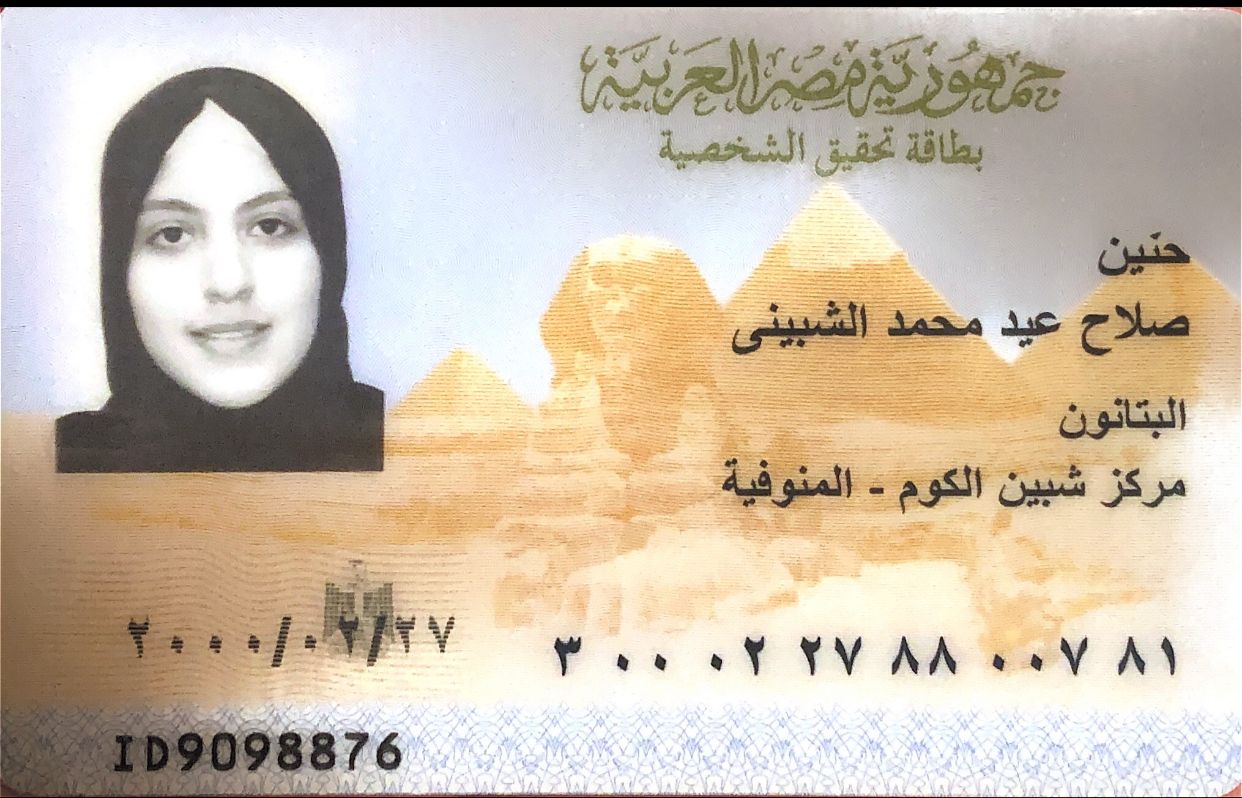 جمهورية مصر العربية
بطاقة تحقيق الشخصية
حنين
صلاح عيد محمد الشبينى
البتانون
مركز شبين الكوم - المنوفية
٢٠٠٠/٠٢/٢٧
٣ ٠٠ ٠٢ ٢٧ ٨٨ ٠٠٧ ٨١
ID9098876